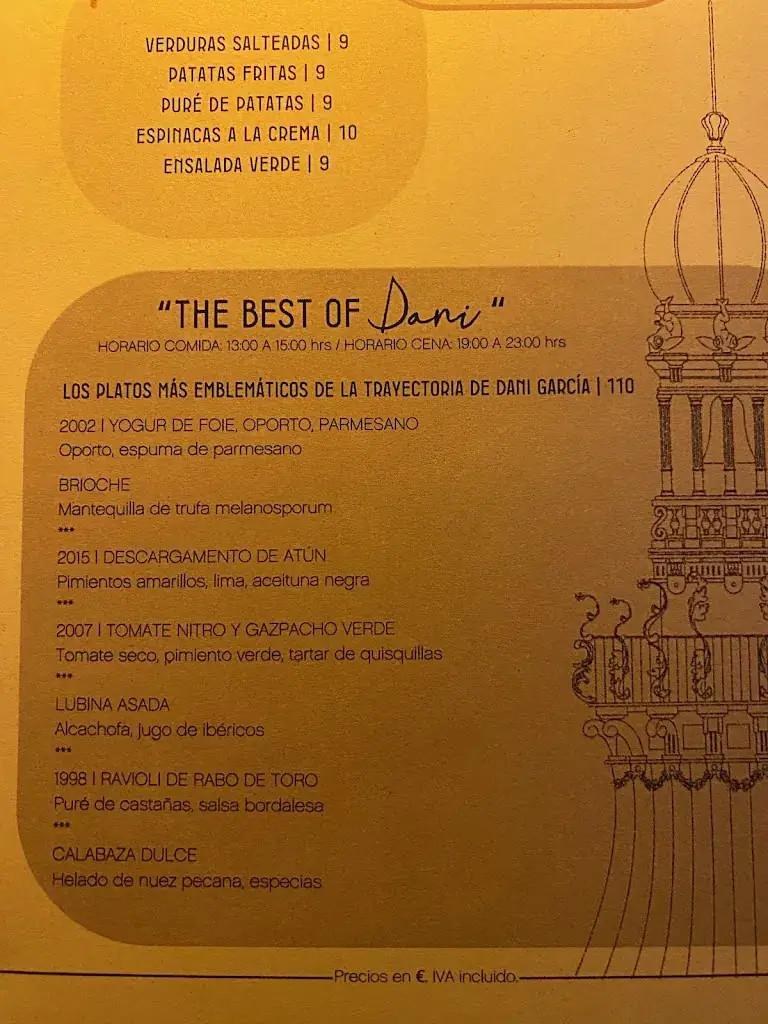 VERDURAS SALTEADAS | 9
PATATAS FRITAS | 9
PURÉ DE PATATAS | 9
ESPINACAS A LA CREMA | 10
ENSALADA VERDE | 9
"THE BEST OF Dani"
HORARIO COMIDA: 13:00 A 15:00 hrs / HORARIO CENA: 19:00 A 23:00 hrs
LOS PLATOS MÁS EMBLEMÁTICOS DE LA TRAYECTORIA DE DANI GARCÍA | 110
2002 | YOGUR DE FOIE, OPORTO, PARMESANO
Oporto, espuma de parmesano
BRIOCHE
Mantequilla de trufa melanosporum
***
2015 | DESCARGAMENTO DE ATÚN
Pimientos amarillos, lima, aceituna negra
***
2007 | TOMATE NITRO Y GAZPACHO VERDE
Tomate seco, pimiento verde, tartar de quisquillas
***
LUBINA ASADA
Alcachofa, jugo de ibéricos
***
1998 | RAVIOLI DE RABO DE TORO
Puré de castañas, salsa bordalesa
***
CALABAZA DULCE
Helado de nuez pecana, especias
Precios en €. IVA incluido.